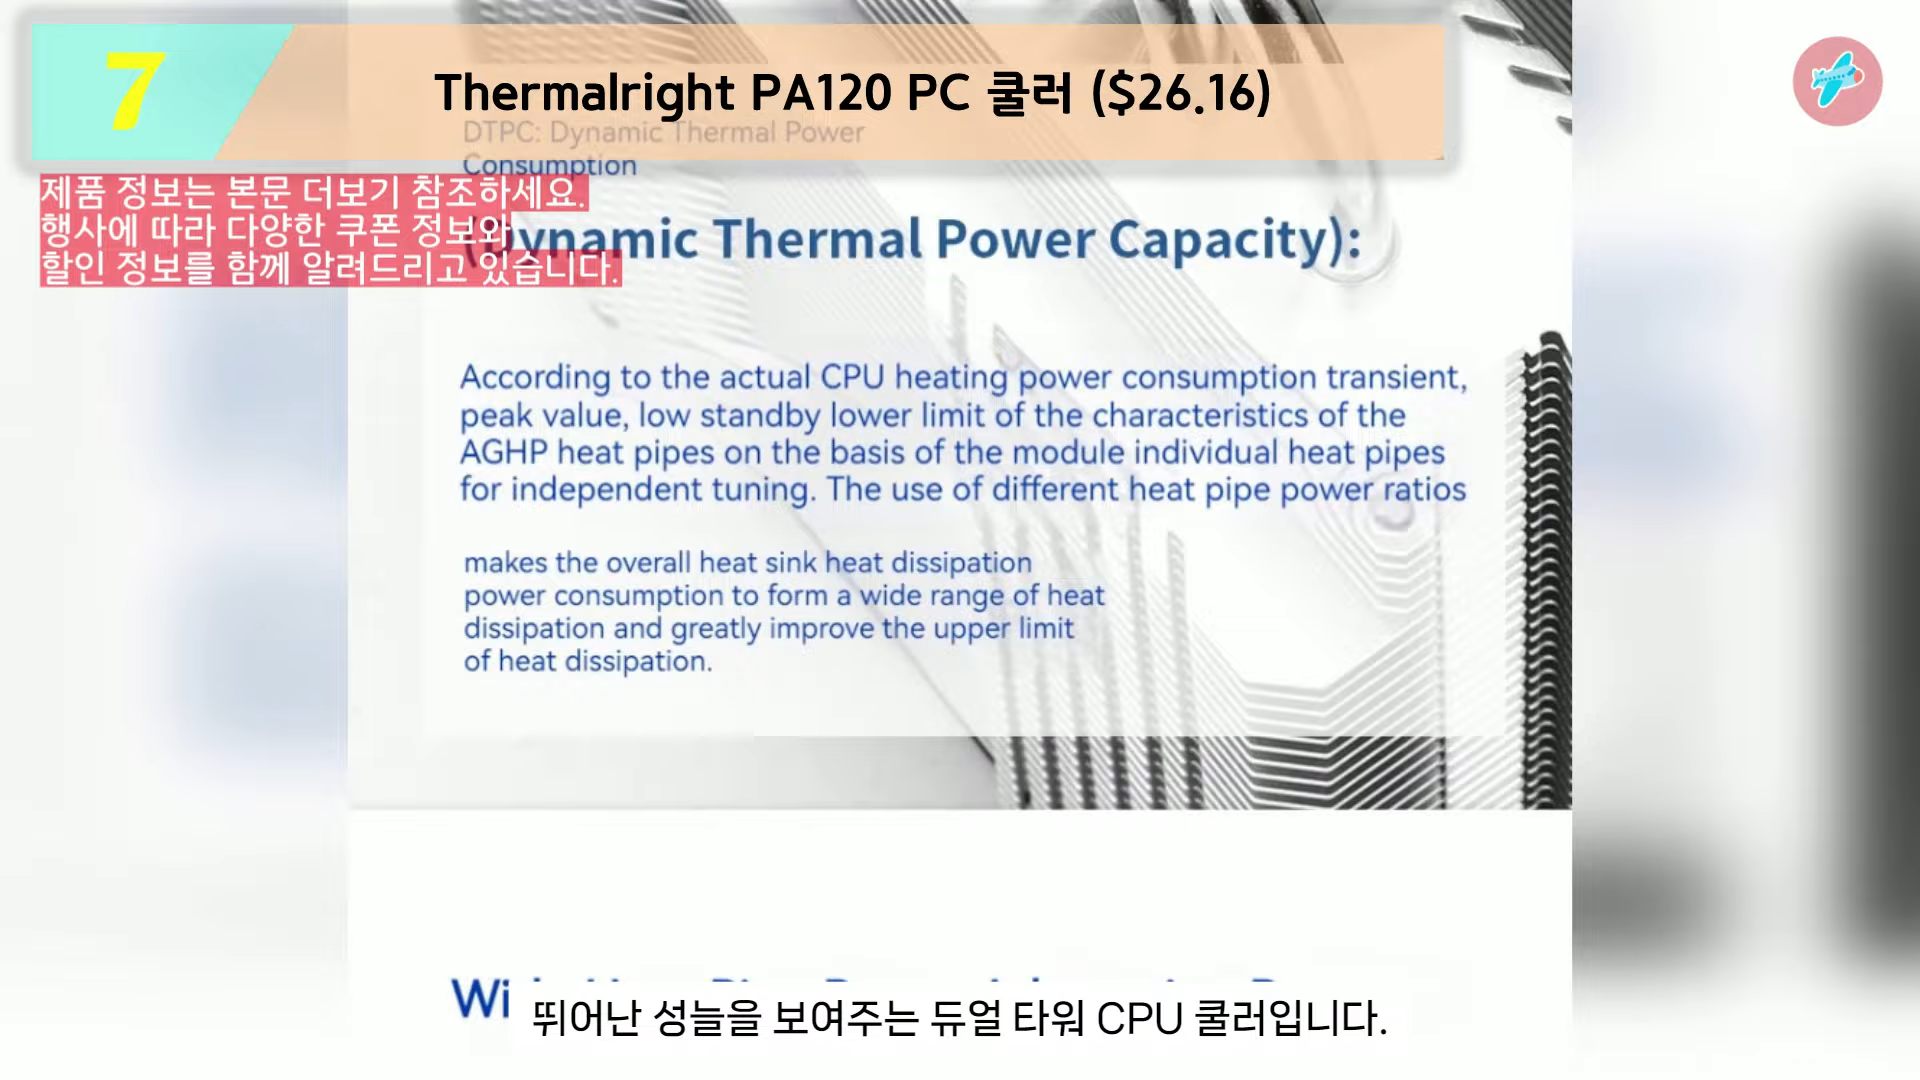 7
Thermalright PA120 PC 쿨러 ($26.16)
DTPC: Dynamic Thermal Power
Consumption
제품 정보는 본문 더보기 참조하세요.
행사에 따라 다양한 쿠폰 정보와
할인 정보를 함께 알려드리고 있습니다.
(Dynamic Thermal Power Capacity):
According to the actual CPU heating power consumption transient,
peak value, low standby lower limit of the characteristics of the
AGHP heat pipes on the basis of the module individual heat pipes
for independent tuning. The use of different heat pipe power ratios
makes the overall heat sink heat dissipation
power consumption to form a wide range of heat
dissipation and greatly improve the upper limit
of heat dissipation.
뛰어난 성늘을 보여주는 듀얼 타워 CPU 쿨러입니다.